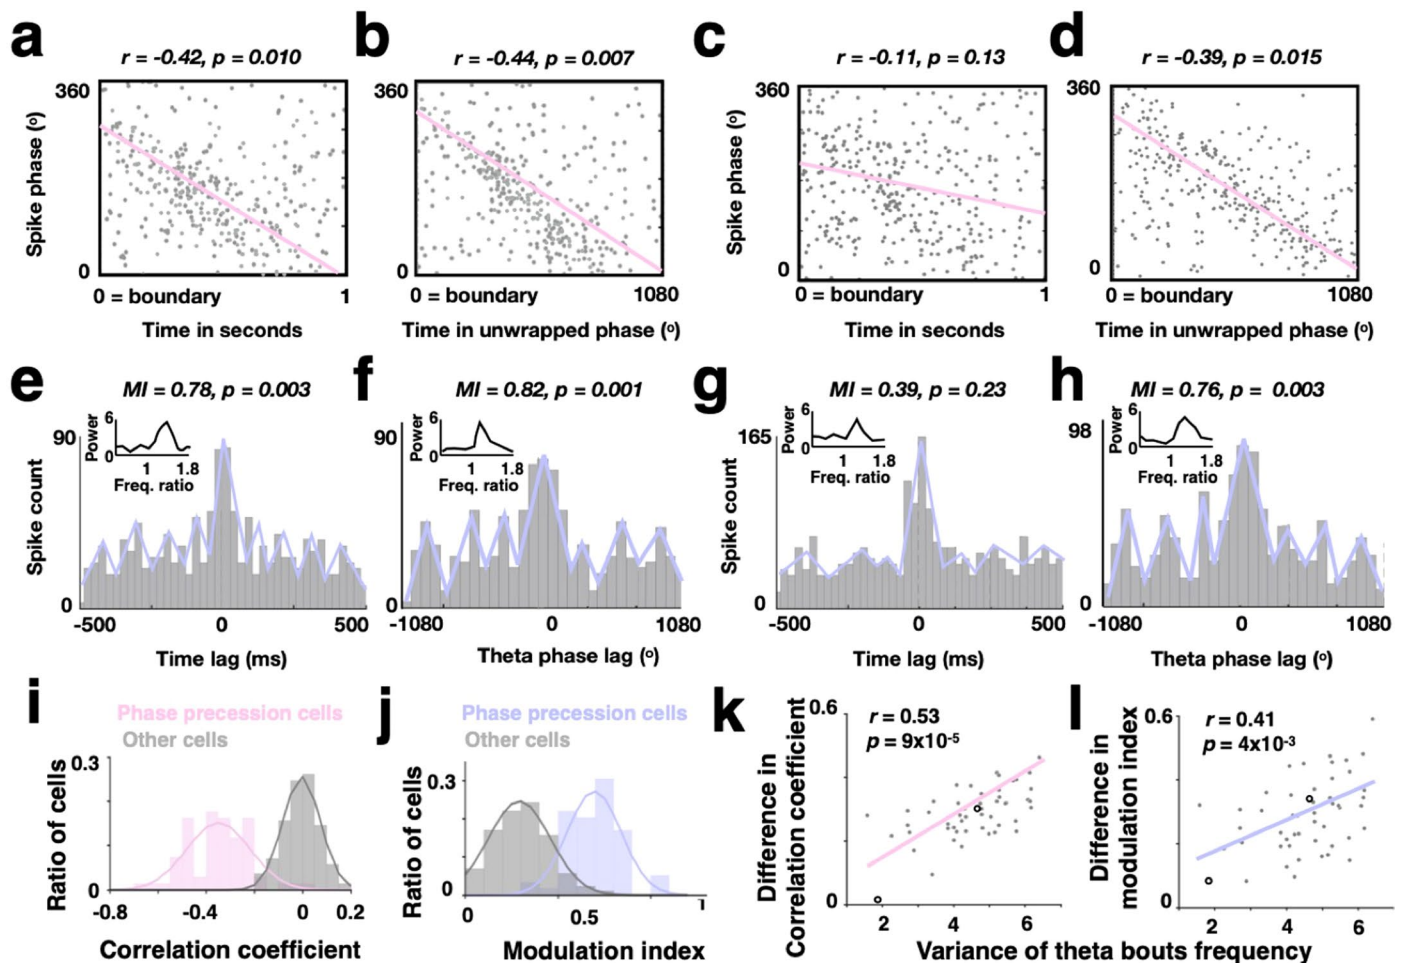 a
r = -0.42, p = 0.010
b
r = -0.44, p = 0.007
c
r = -0.11, p = 0.13
d
r = -0.39, p = 0.015
Spike phase (º)
360
0
0 = boundary
1
Time in seconds
360
0
0 = boundary
1080
Time in unwrapped phase (º)
Spike phase (º)
360
0
0 = boundary
1
Time in seconds
360
0
0 = boundary
1080
Time in unwrapped phase (º)
e
MI = 0.78, p = 0.003
Spike count
90
0
Power
6
0
1
1.8
Freq. ratio
-500
0
500
Time lag (ms)
f
MI = 0.82, p = 0.001
90
0
Power
6
0
1
1.8
Freq. ratio
-1080
0
1080
Theta phase lag (º)
g
MI = 0.39, p = 0.23
Spike count
165
0
Power
6
0
1
1.8
Freq. ratio
-500
0
500
Time lag (ms)
h
MI = 0.76, p = 0.003
98
0
Power
6
0
1
1.8
Freq. ratio
-1080
0
1080
Theta phase lag (º)
i
Phase precession cells
Other cells
Ratio of cells
0.3
0
-0.8
-0.4
0
0.2
Correlation coefficient
j
Phase precession cells
Other cells
Ratio of cells
0.3
0
0
0.5
1
Modulation index
k
r = 0.53
p = 9x10-5
Difference in
Correlation coefficient
0.6
0
2
4
6
l
r = 0.41
p = 4x10-3
Difference in
modulation index
0.6
0
2
4
6
Variance of theta bouts frequency